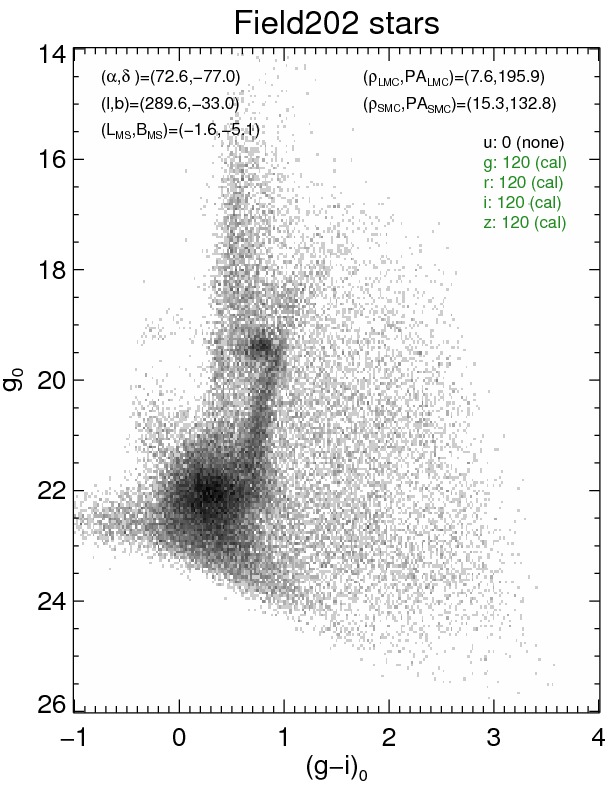 Field202 stars
(α,δ )=(72.6,−77.0)
(ρLMC,PALMC)=(7.6,195.9)
(l,b)=(289.6,−33.0)
(ρSMC,PASMC)=(15.3,132.8)
(LMS,BMS)=(−1.6,−5.1)
u: 0 (none)
g: 120 (cal)
r: 120 (cal)
i: 120 (cal)
z: 120 (cal)
14
16
18
20
22
24
26
g0
−1 0 1 2 3 4
(g−i)0